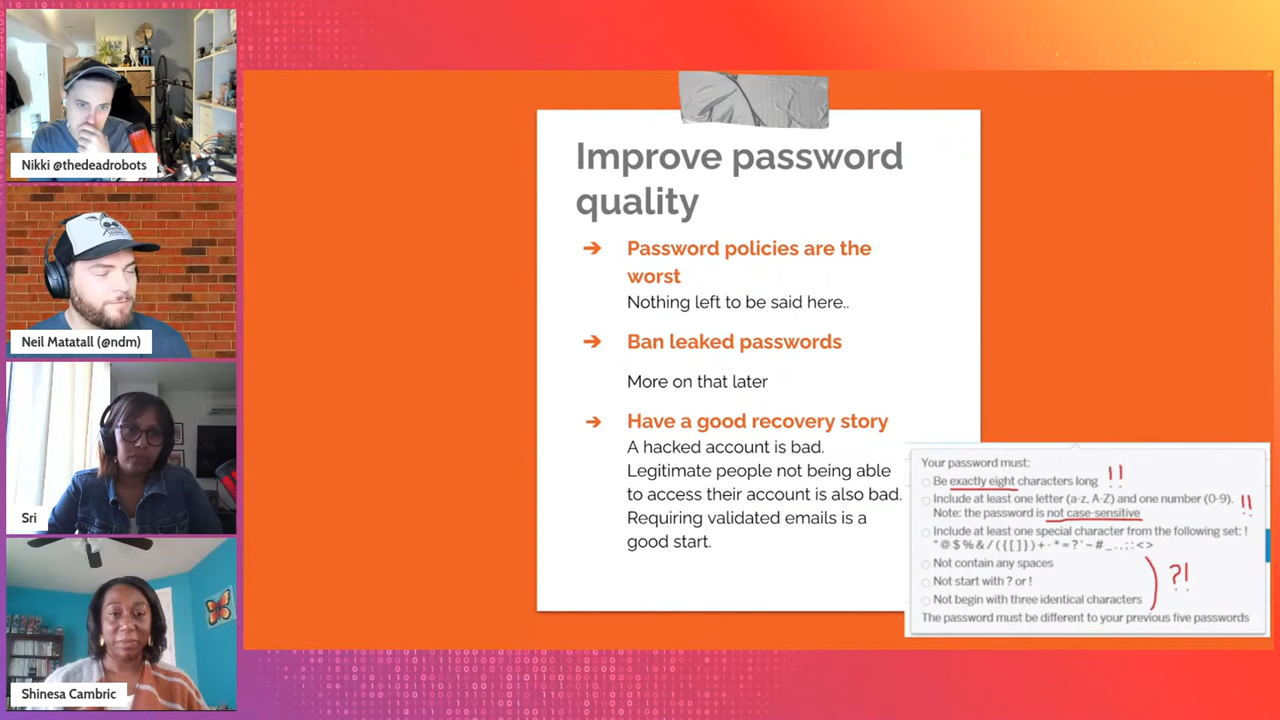 Nikki @thedeadrobots
Neil Matatall (@ndm)
Sri
Shinesa Cambric
Improve password
quality
➔ Password policies are the
worst
Nothing left to be said here..
➔ Ban leaked passwords
More on that later
➔ Have a good recovery story
A hacked account is bad.
Legitimate people not being able
to access their account is also bad.
Requiring validated emails is a
good start.
Your password must:
Be exactly eight characters long !!
Include at least one letter (a-z, A-Z) and one number (0-9). !!
Note: the password is not case-sensitive
Include at least one special character from the following set: !
" @ $ % & / ( { [ ] } ) + - * = ? ' ~ # _ . , ; : < >
Not contain any spaces
Not start with ? or ! ?!
Not begin with three identical characters
The password must be different to your previous five passwords